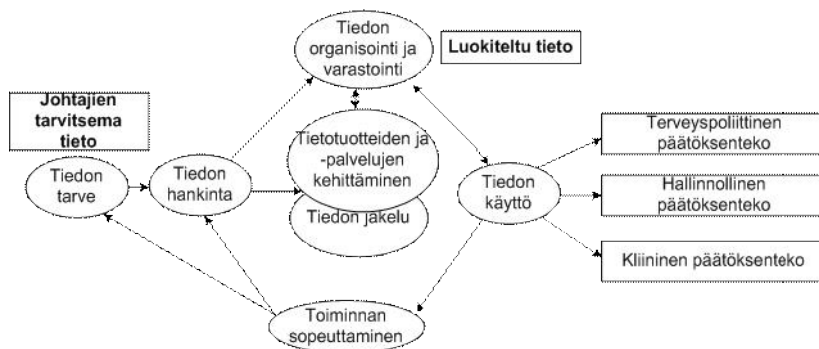 Tiedon
organisointi ja
varastointi
Luokiteltu tieto
Johtajien
tarvitsema
tieto
Tiedon
tarve
Tiedon
hankinta
Tietotuotteiden ja
-palvelujen
kehittäminen
Tiedon jakelu
Tiedon
käyttö
Terveyspoliittinen
päätöksenteko
Hallinnollinen
päätöksenteko
Kliininen päätöksenteko
Toiminnan
sopeuttaminen